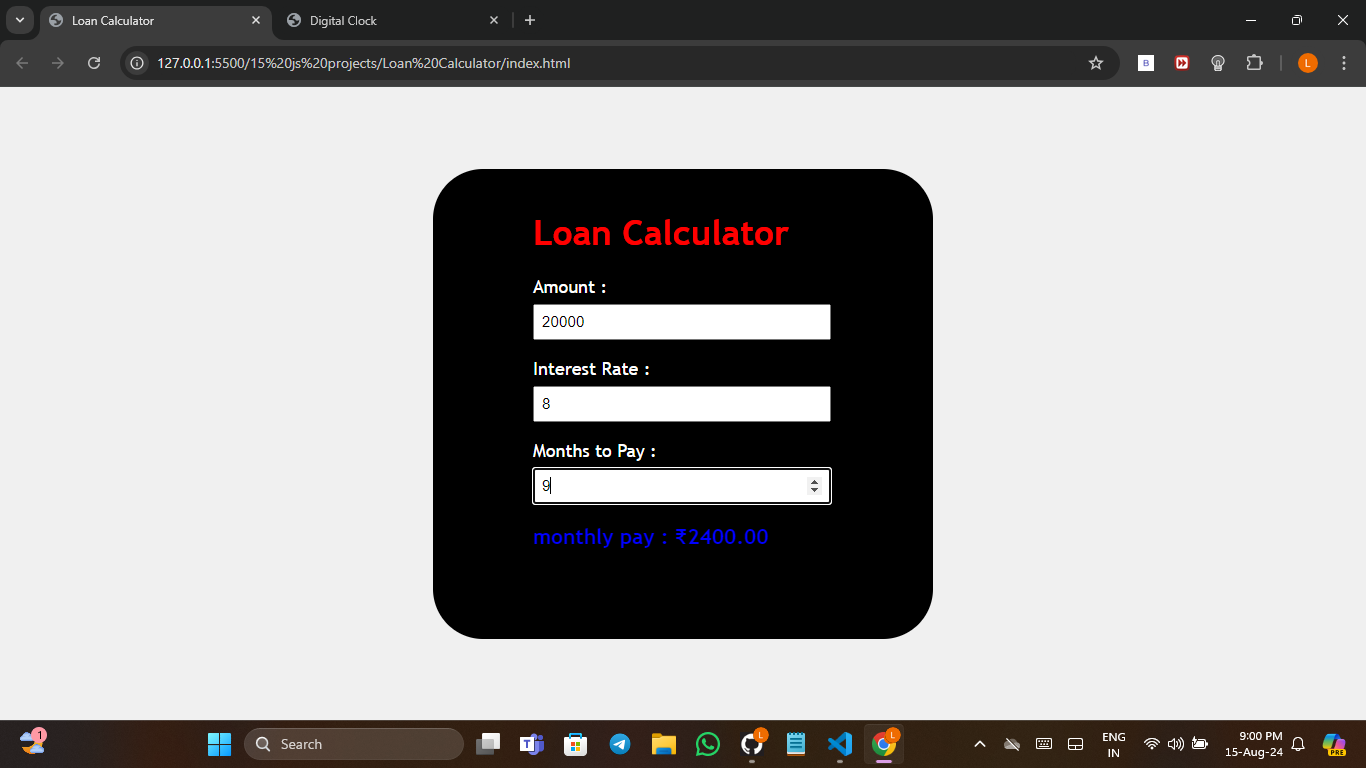 Loan Calculator
Digital Clock
127.0.0.1:5500/15%20js%20projects/Loan%20Calculator/index.html
B
L
Loan Calculator
Amount :
20000
Interest Rate :
8
Months to Pay :
9
monthly pay : ₹2400.00
1
Search
T
L
L
ENG
IN
9:00 PM
15-Aug-24
PRE